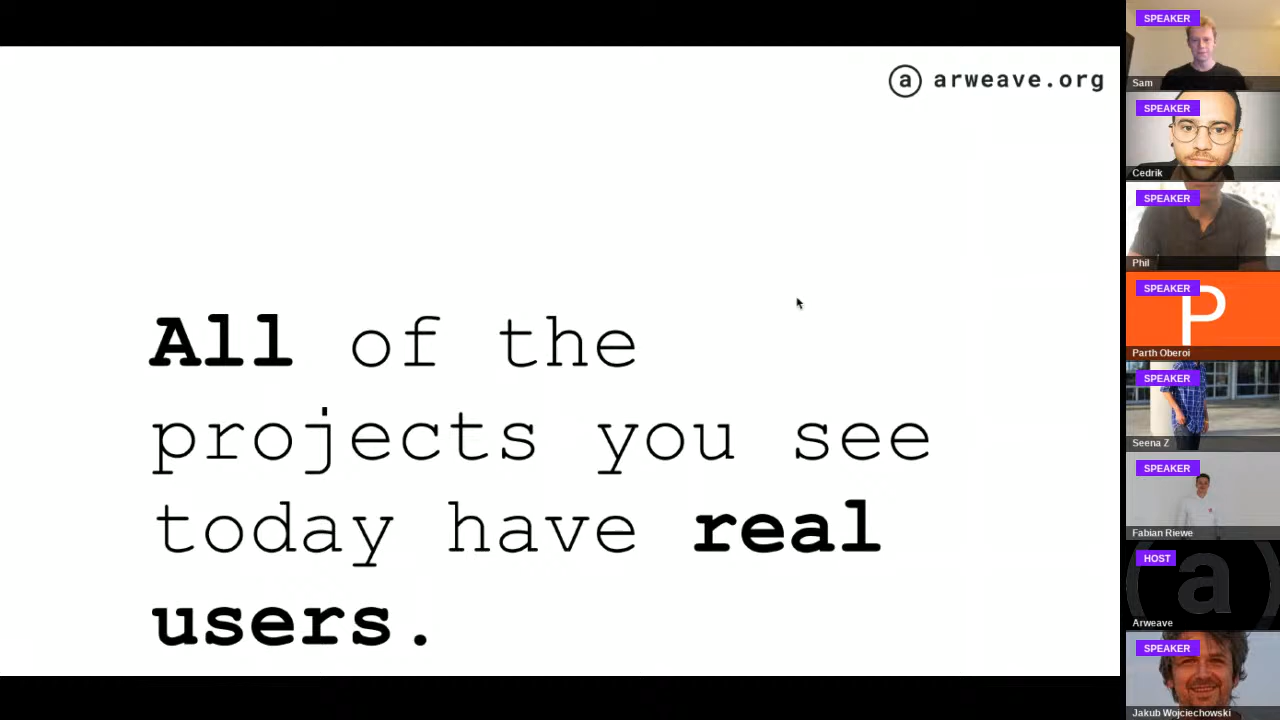 arweave.org
All of the
projects you see
today have real
users.
SPEAKER
Sam
SPEAKER
Cedrik
SPEAKER
Phil
SPEAKER
P
Parth Oberoi
SPEAKER
Seena Z
SPEAKER
Fabian Riewe
HOST
a
Arweave
SPEAKER
Jakub Wojciechowski